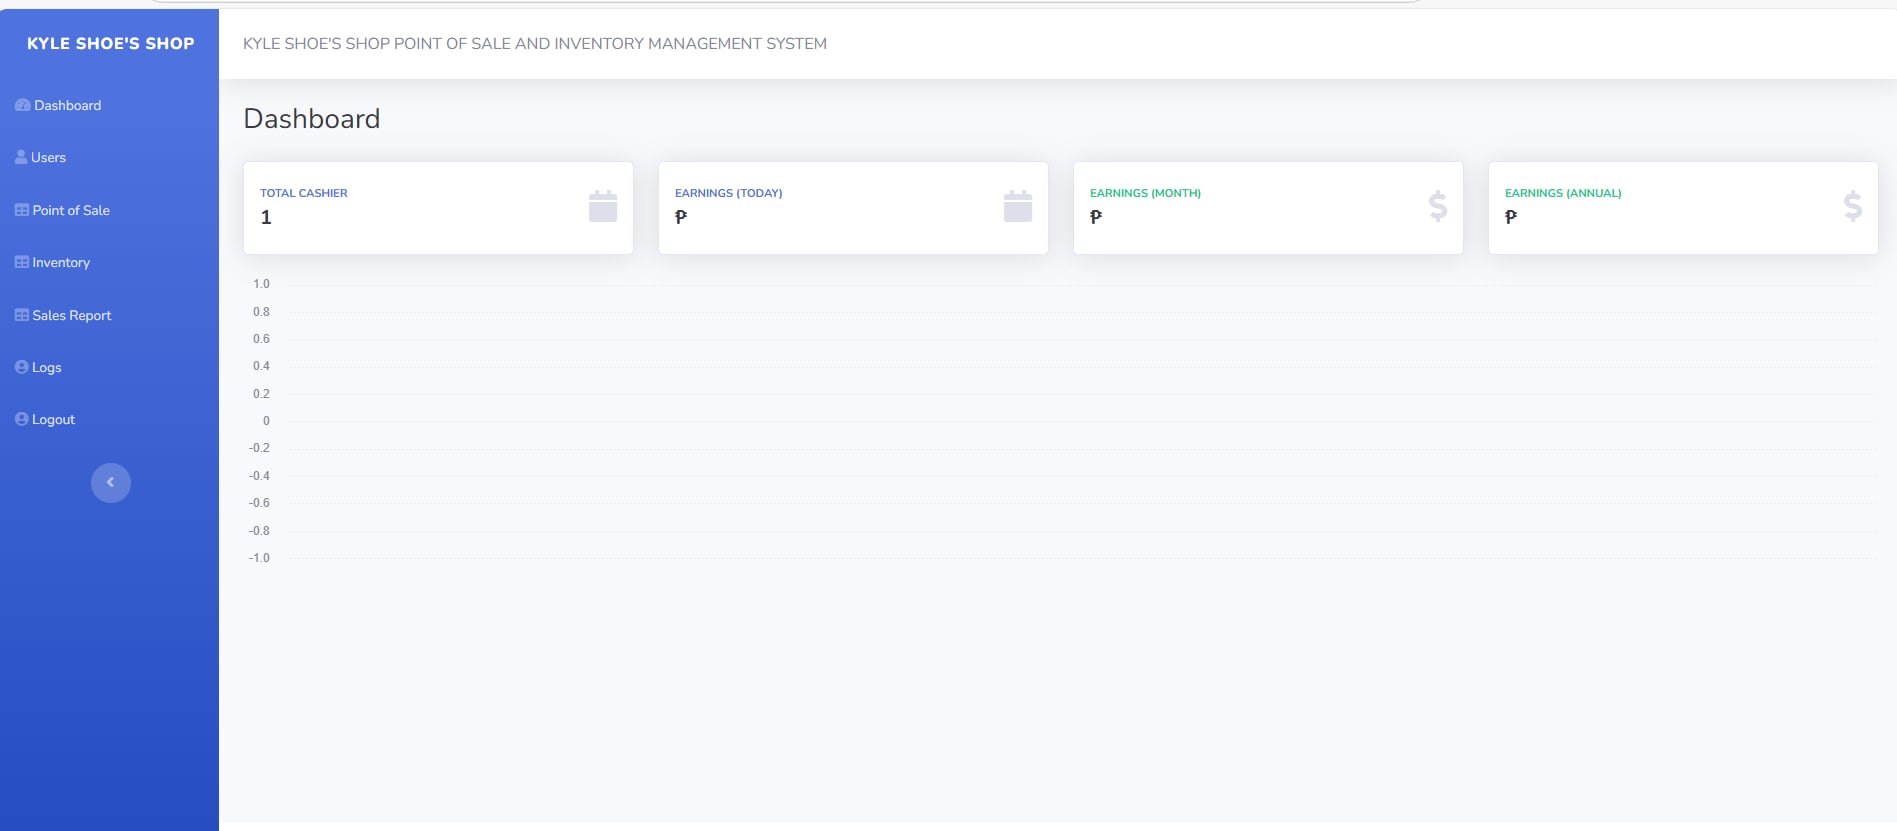 KYLE SHOE'S SHOP
Dashboard
Users
Point of Sale
Inventory
Sales Report
Logs
Logout
KYLE SHOE'S SHOP POINT OF SALE AND INVENTORY MANAGEMENT SYSTEM
Dashboard
TOTAL CASHIER
1
EARNINGS (TODAY)
₱
EARNINGS (MONTH)
₱
EARNINGS (ANNUAL)
₱
1.0
0.8
0.6
0.4
0.2
0
-0.2
-0.4
-0.6
-0.8
-1.0